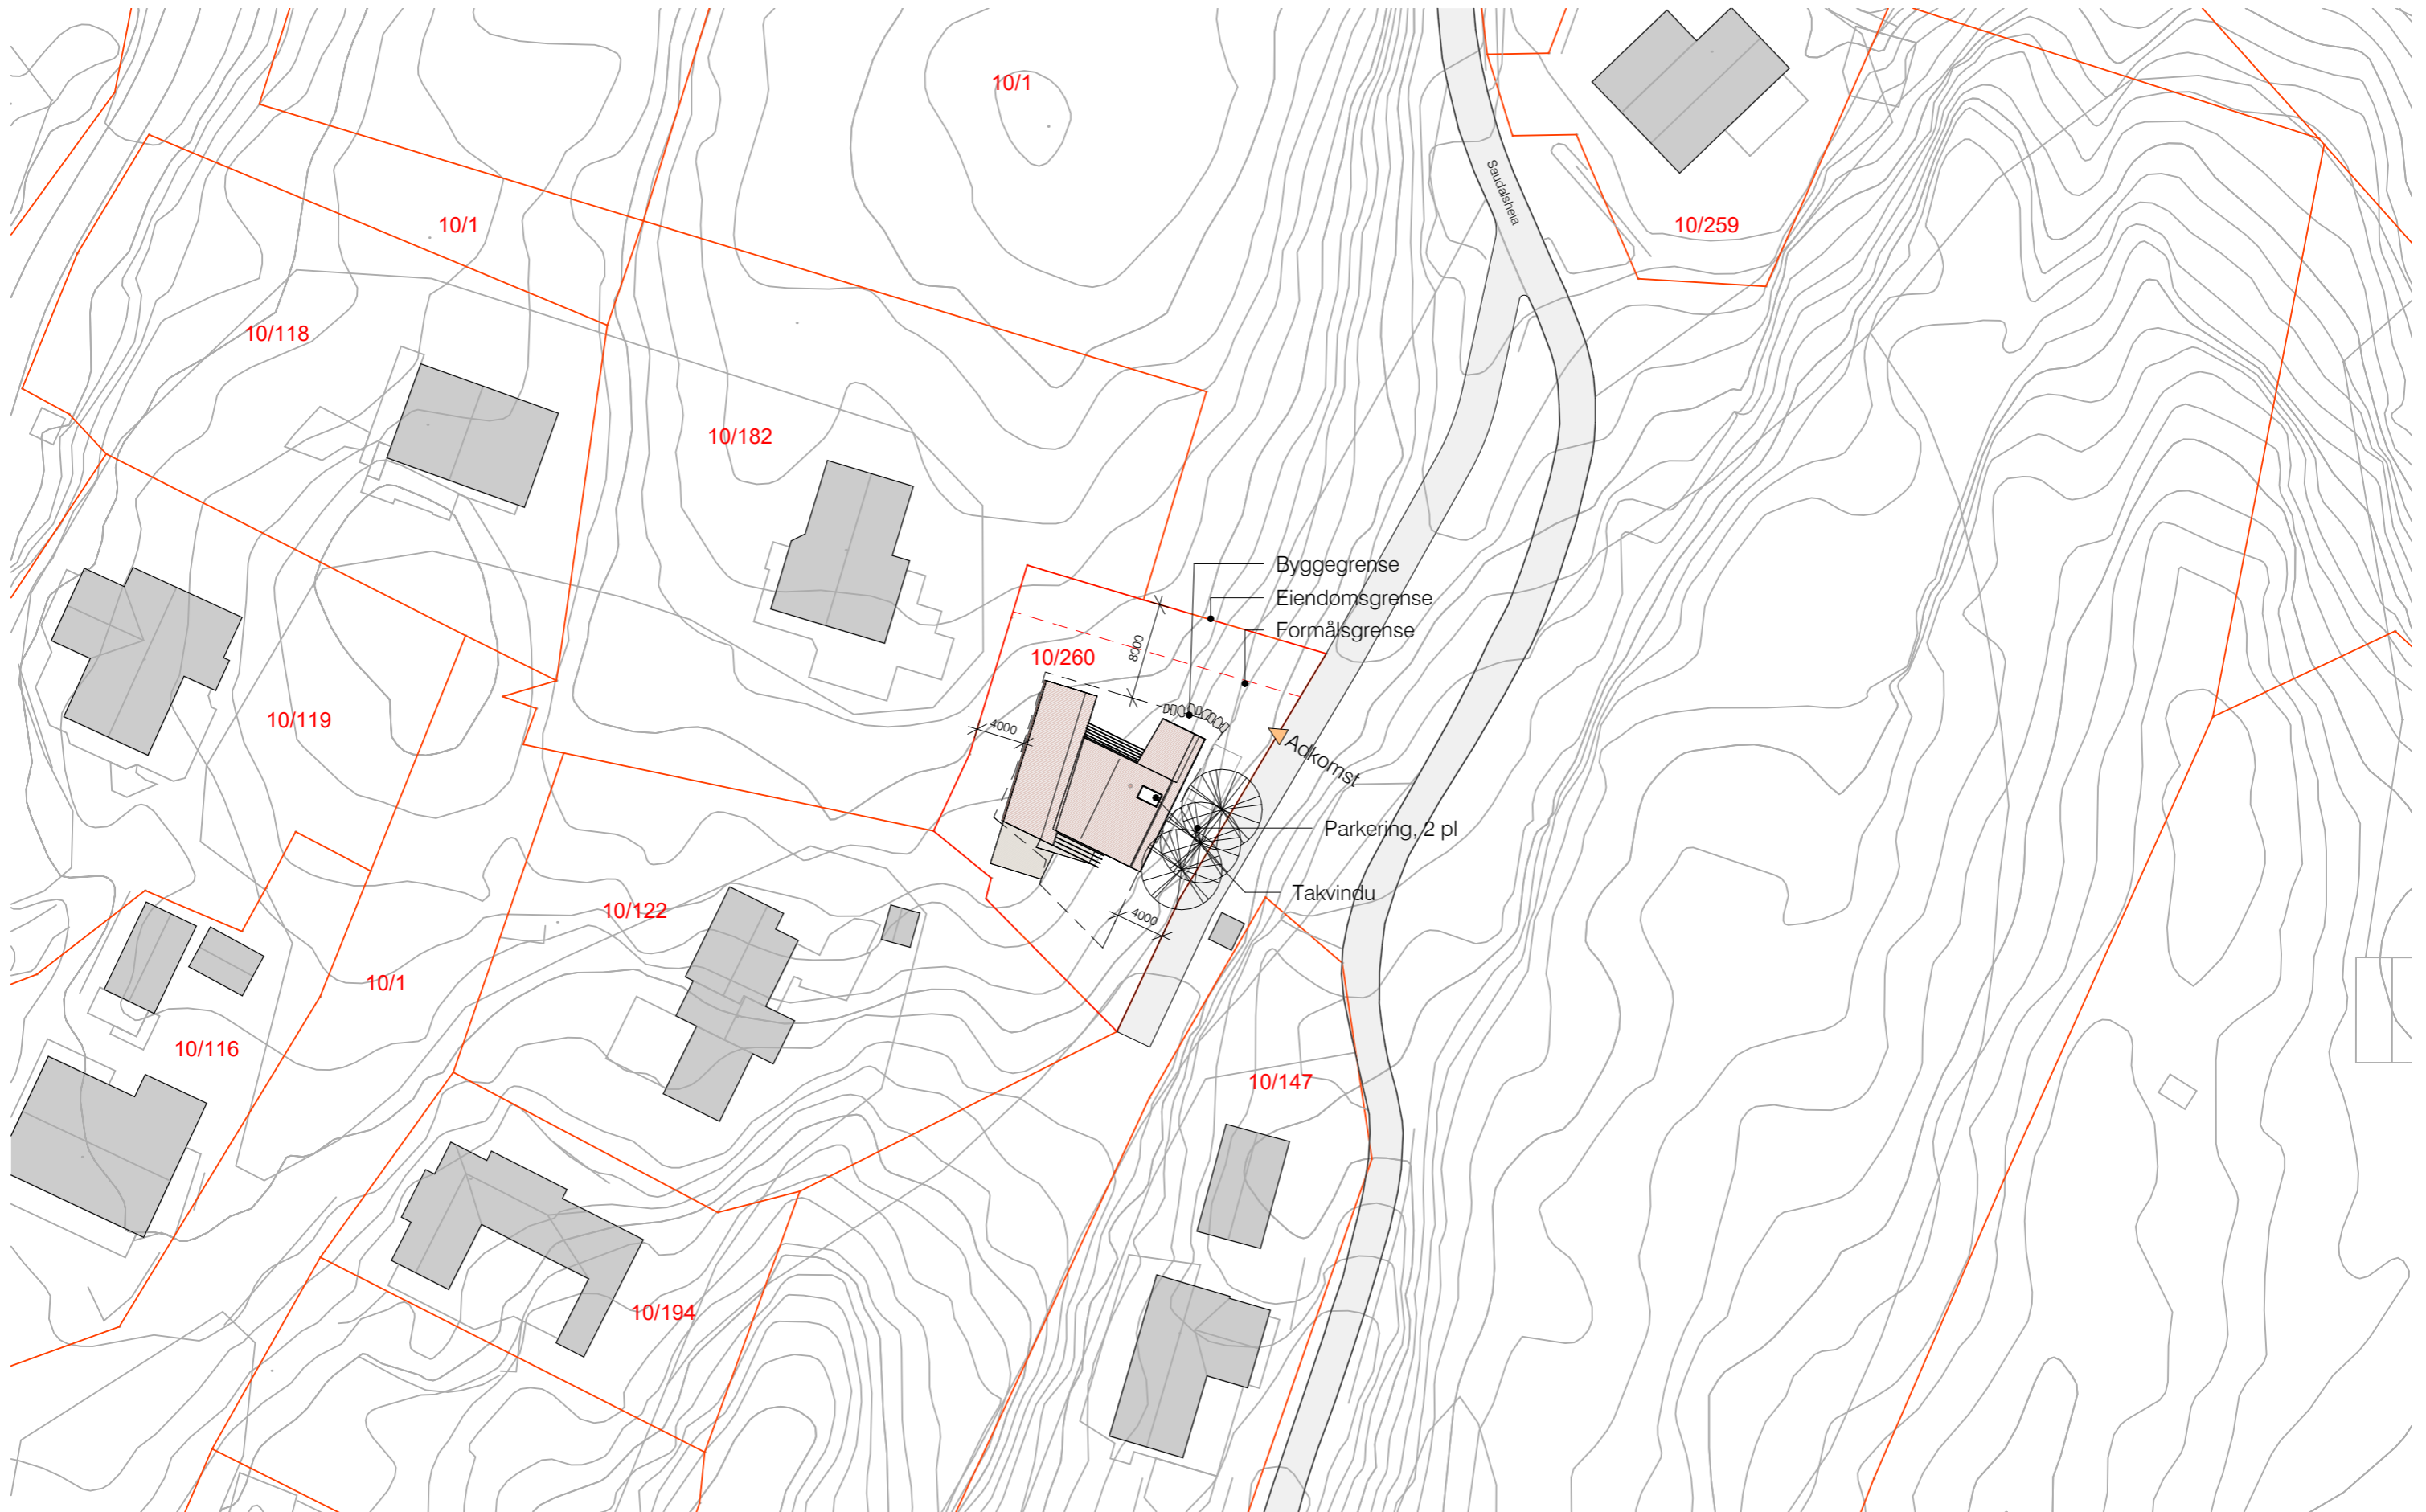 10/1
Saudalsheia
10/1
10/259
10/118
10/182
Byggegrense
Eiendomsgrense
Formålsgrense
8000
10/260
10/119
4000
Adkomst
Parkering, 2 pl
Takvindu
10/122
4000
10/1
10/116
10/147
10/194